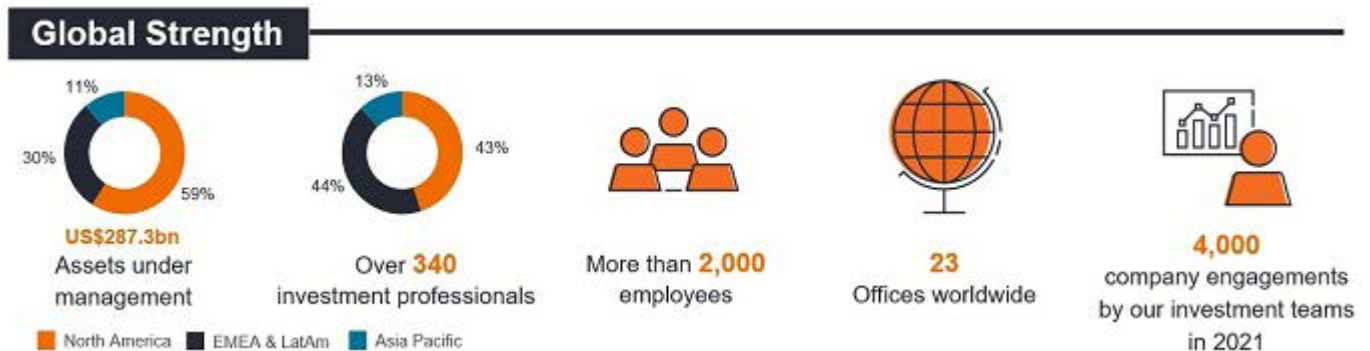 Global Strength
11%
30%
59%
US$287.3bn
Assets under
management
13%
43%
44%
Over 340
investment professionals
More than 2,000
employees
23
Offices worldwide
4,000
company engagements
by our investment teams
in 2021
North America
EMEA & LatAm
Asia Pacific